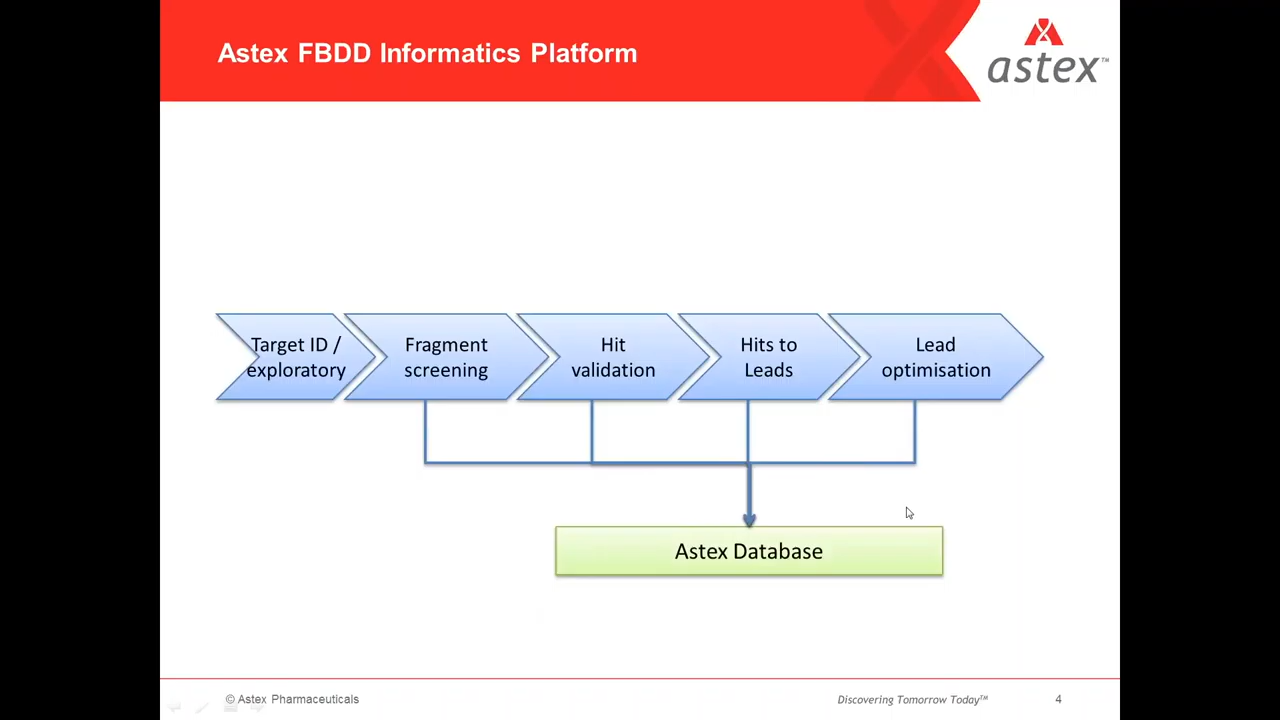 Astex FBDD Informatics Platform
astex™
Target ID /
exploratory
Fragment
screening
Hit
validation
Hits to
Leads
Lead
optimisation
Astex Database
© Astex Pharmaceuticals
Discovering Tomorrow Today™
4